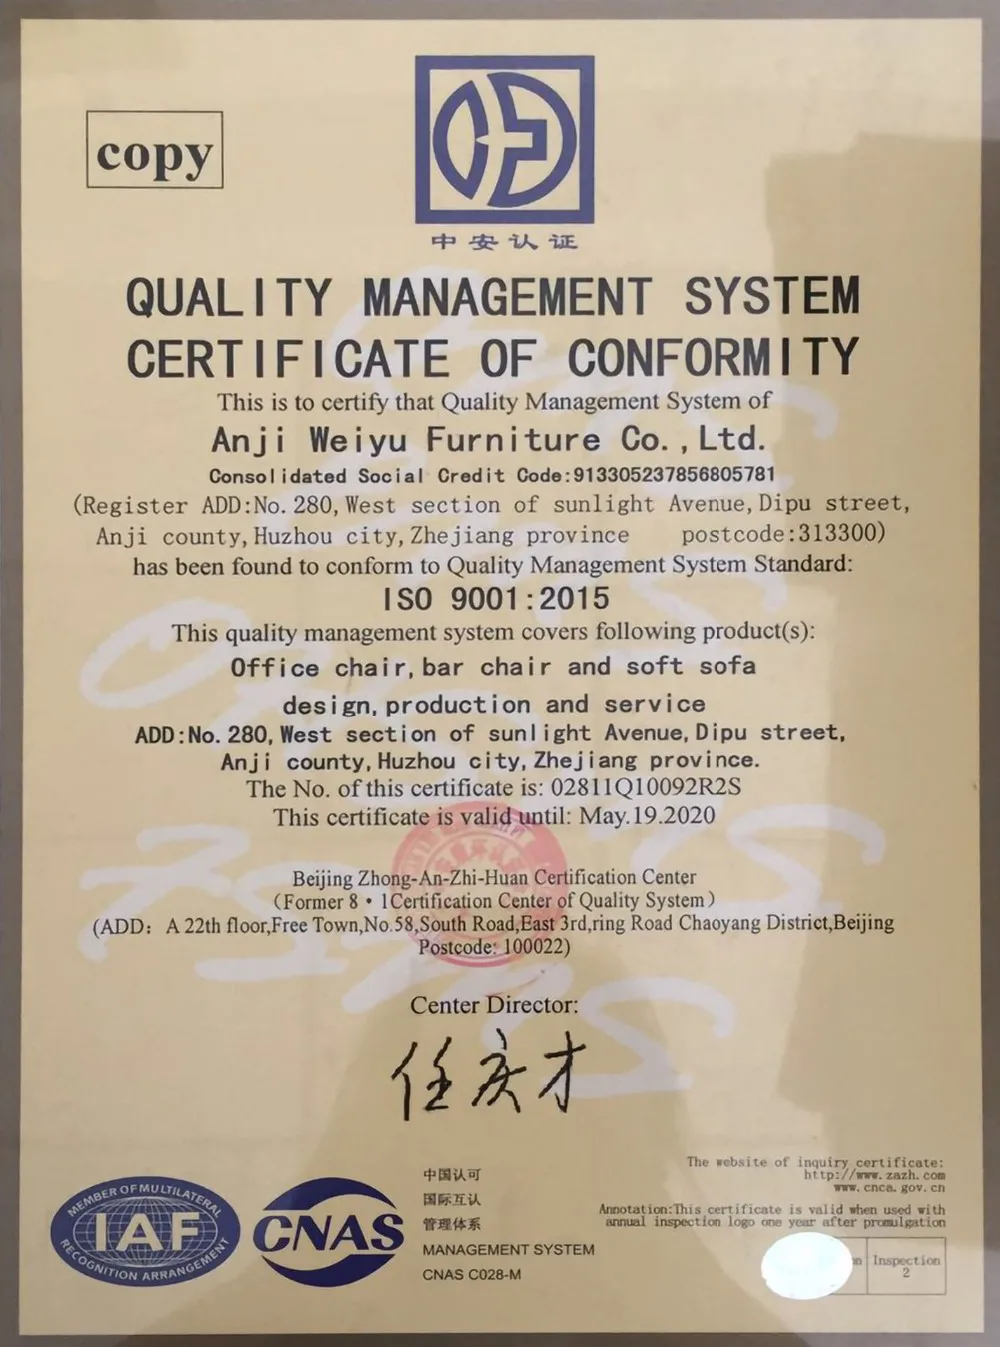 copy
中安认证
QUALITY MANAGEMENT SYSTEM
CERTIFICATE OF CONFORMITY
This is to certify that Quality Management System of
Anji Weiyu Furniture Co.,Ltd.
Consolidated Social Credit Code:913305237856805781
(Register ADD:No.280,West section of sunlight Avenue,Dipu street,
Anji county,Huzhou city,Zhejiang province postcode:313300)
has been found to conform to Quality Management System Standard:
ISO 9001:2015
This quality management system covers following product(s):
Office chair,bar chair and soft sofa
design,production and service
ADD:No.280,West section of sunlight Avenue,Dipu street,
Anji county,Huzhou city,Zhejiang province.
The No. of this certificate is: 02811Q10092R2S
This certificate is valid until: May.19.2020
Beijing Zhong-An-Zhi-Huan Certification Center
(Former 8·1Certification Center of Quality System)
(ADD: A 22th floor,Free Town,No.58,South Road,East 3rd,ring Road Chaoyang District,Beijing
Postcode: 100022)
Center Director:
任庆才
MEMBER OF MULTILATERAL
IAF
RECOGNITION ARRANGEMENT
CNAS
中国认可
国际互认
管理体系
MANAGEMENT SYSTEM
CNAS C028-M
The website of inquiry certificate:
http://www.zazh.com
www.cnca.gov.cn
Annotation:This certificate is valid when used with
annual inspection logo one year after promulgation
Inspection
2